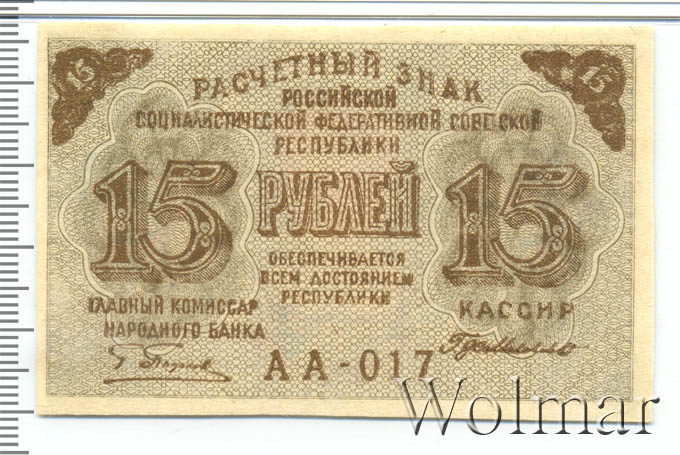 15 15
РАСЧЕТНЫЙ ЗНАК
РОССИЙСКОЙ
СОЦИАЛИСТИЧЕСКОЙ ФЕДЕРАТИВНОЙ СОВЕТСКОЙ
РЕСПУБЛИКИ
15 РУБЛЕЙ 15
ОБЕСПЕЧИВАЕТСЯ
ВСЕМ ДОСТОЯНИЕМ
РЕСПУБЛИКИ
ГЛАВНЫЙ КОМИССАР
НАРОДНОГО БАНКА
КАССИР
АА-017
Wolmar